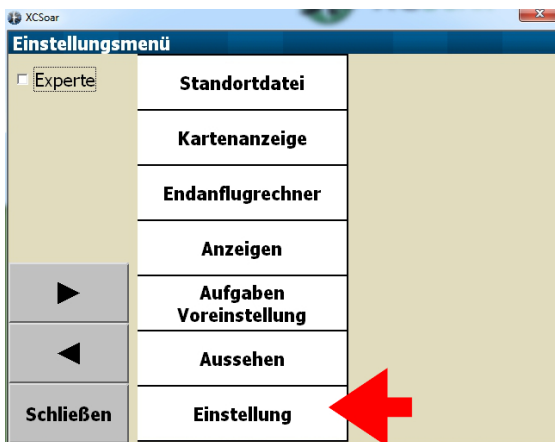 XCSoar
Einstellungsmenü
Experte
Standortdatei
Kartenanzeige
Endanflugrechner
Anzeigen
Aufgaben
Voreinstellung
Aussehen
Einstellung
Schließen